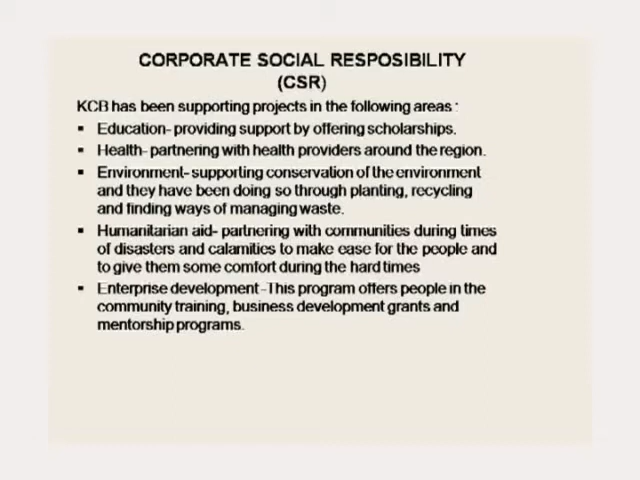 CORPORATE SOCIAL RESPOSIBILITY
(CSR)
KCB has been supporting projects in the following areas :
▪ Education- providing support by offering scholarships.
▪ Health- partnering with health providers around the region.
▪ Environment- supporting conservation of the environment
and they have been doing so through planting, recycling
and finding ways of managing waste.
▪ Humanitarian aid- partnering with communities during times
of disasters and calamities to make ease for the people and
to give them some comfort during the hard times
▪ Enterprise development -This program offers people in the
community training, business development grants and
mentorship programs.